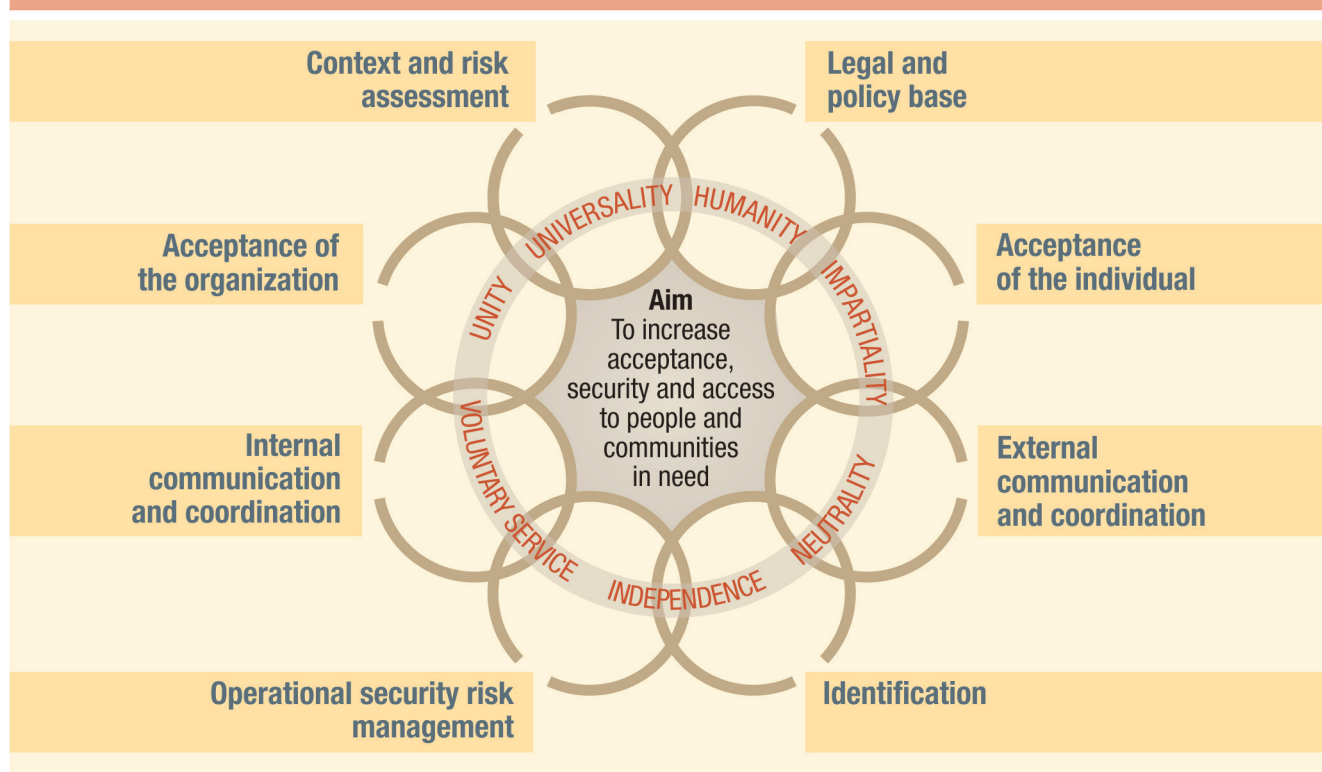 Context and risk
assessment
Legal and
policy base
Acceptance of
the organization
Acceptance
of the individual
Internal
communication
and coordination
External
communication
and coordination
Operational security risk
management
Identification
UNITY
UNIVERSALITY
HUMANITY
IMPARTIALITY
NEUTRALITY
INDEPENDENCE
VOLUNTARY SERVICE
Aim
To increase
acceptance,
security and access
to people and
communities
in need